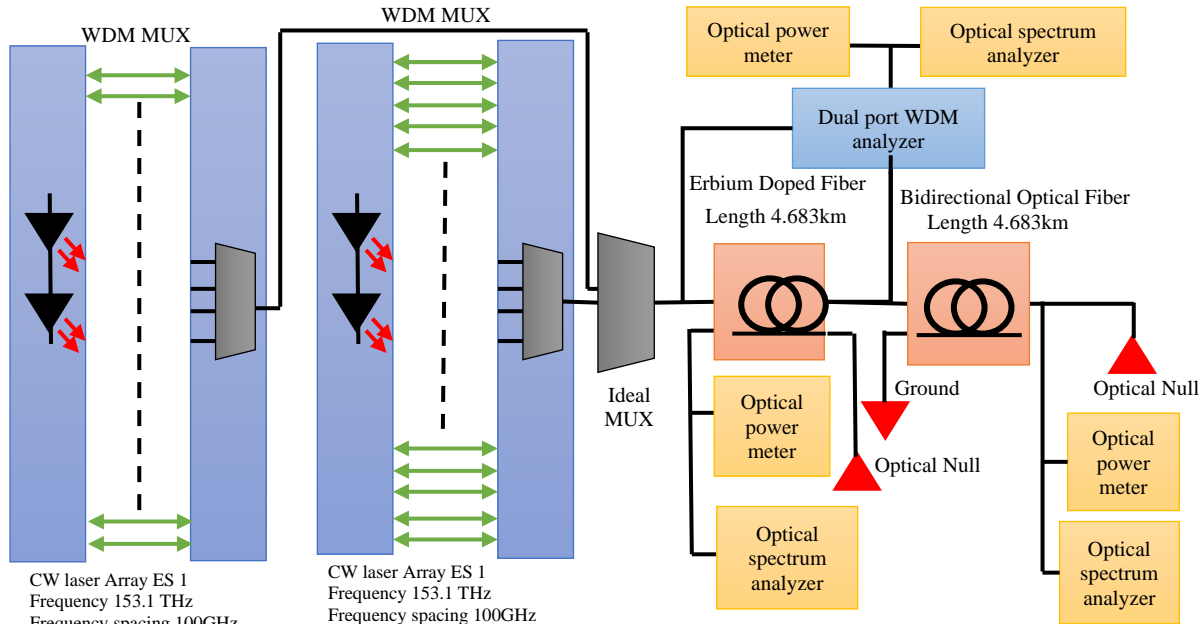 WDM MUX
WDM MUX
Optical power
meter
Optical spectrum
analyzer
Dual port WDM
analyzer
Erbium Doped Fiber
Length 4.683km
Bidirectional Optical Fiber
Length 4.683km
Ideal
MUX
Optical
power
meter
Optical Null
Ground
Optical Null
Optical
power
meter
Optical
spectrum
analyzer
Optical
spectrum
analyzer
CW laser Array ES 1
Frequency 153.1 THz
Frequency spacing 100GHz
CW laser Array ES 1
Frequency 153.1 THz
Frequency spacing 100GHz